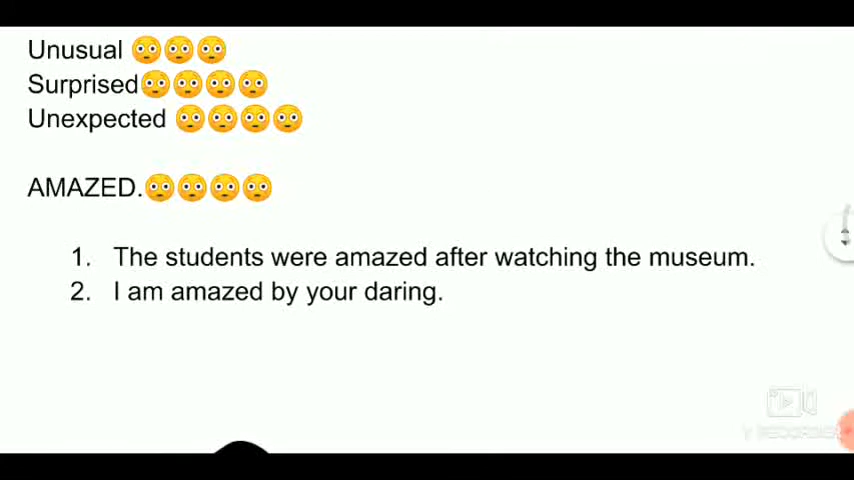 Unusual 😳😳😳
Surprised😳😳😳😳
Unexpected 😳😳😳😳
AMAZED.😳😳😳😳
1. The students were amazed after watching the museum.
2. I am amazed by your daring.